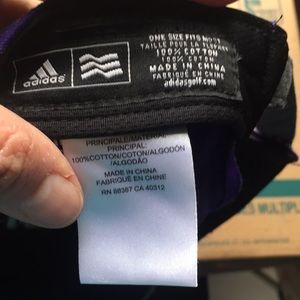 adidas
ONE SIZE FITS MOST
TAILLE POUR LA PLUPART
100% COTTON
100% COTON
MADE IN CHINA
FABRIQUÉ EN CHINE
adidasgolf.com
PRINCIPALE/MATERIAL
PRINCIPAL:
100%COTTON/COTON/ALGODÓN
/ALGODÃO
MADE IN CHINA
FABRIQUÉ EN CHINE
RN 88387 CA 40312
MULTIPL